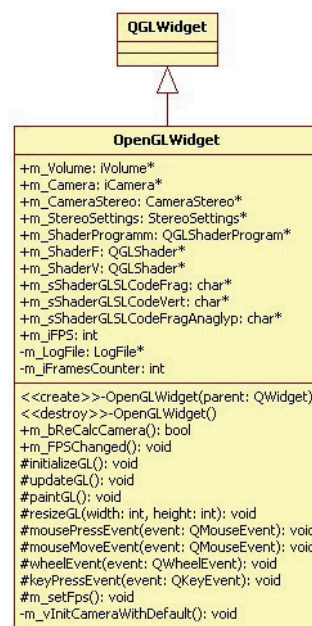 QGLWidget
OpenGLWidget
+m_Volume: iVolume*
+m_Camera: iCamera*
+m_CameraStereo: CameraStereo*
+m_StereoSettings: StereoSettings*
+m_ShaderProgramm: QGLShaderProgram*
+m_ShaderF: QGLShader*
+m_ShaderV: QGLShader*
+m_sShaderGLSLCodeFrag: char*
+m_sShaderGLSLCodeVert: char*
+m_sShaderGLSLCodeFragAnaglyp: char*
+m_iFPS: int
-m_LogFile: LogFile*
-m_iFramesCounter: int
<<create>>-OpenGLWidget(parent: QWidget)
<<destroy>>-OpenGLWidget()
+m_bReCalcCamera(): bool
+m_FPSChanged(): void
#initializeGL(): void
#updateGL(): void
#paintGL(): void
#resizeGL(width: int, height: int): void
#mousePressEvent(event: QMouseEvent): void
#mouseMoveEvent(event: QMouseEvent): void
#wheelEvent(event: QWheelEvent): void
#keyPressEvent(event: QKeyEvent): void
#m_setFps(): void
-m_vInitCameraWithDefault(): void